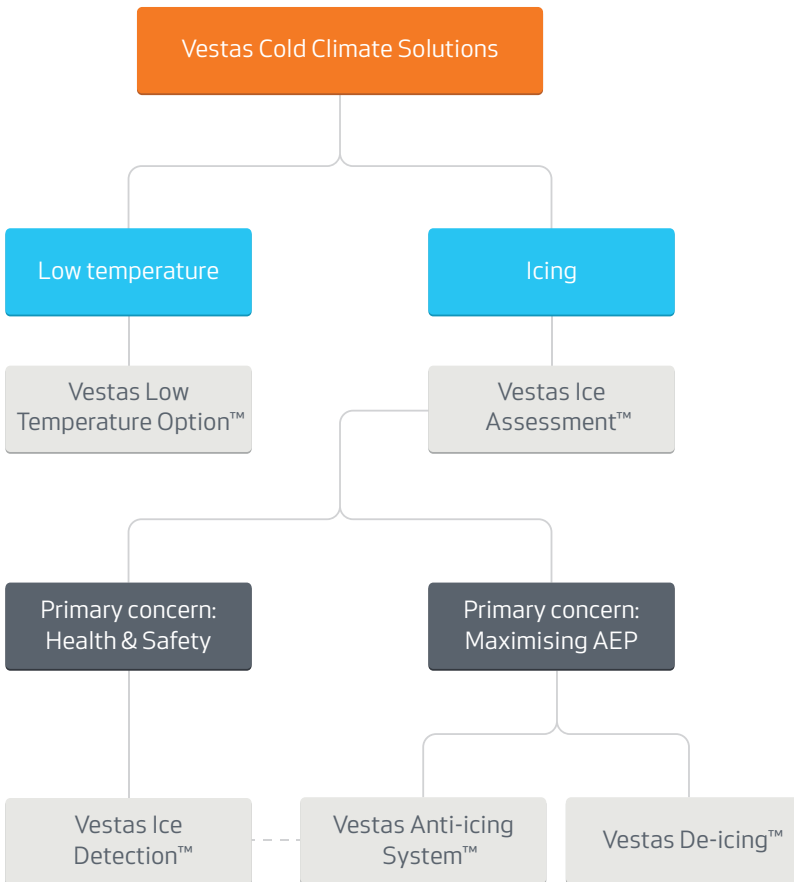 Vestas Cold Climate Solutions
Low temperature
Icing
Vestas Low
Temperature Option™
Vestas Ice
Assessment™
Primary concern:
Health & Safety
Primary concern:
Maximising AEP
Vestas Ice
Detection™
Vestas Anti-icing
System™
Vestas De-icing™